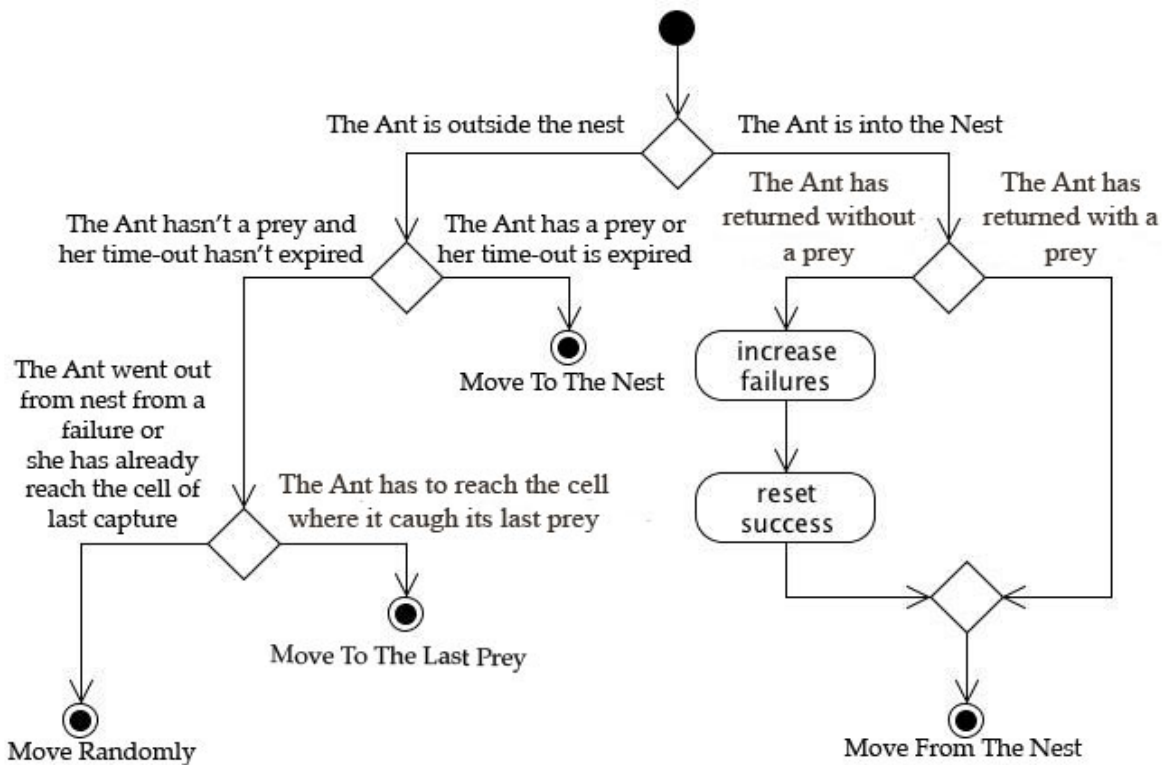 The Ant is outside the nest
The Ant is into the Nest
The Ant hasn't a prey and
her time-out hasn't expired
The Ant has a prey or
her time-out is expired
The Ant has
returned without
a prey
The Ant has
returned with a
prey
Move To The Nest
increase
failures
reset
success
The Ant went out
from nest from a
failure or
she has already
reach the cell of
last capture
The Ant has to reach the cell
where it caugh its last prey
Move To The Last Prey
Move Randomly
Move From The Nest